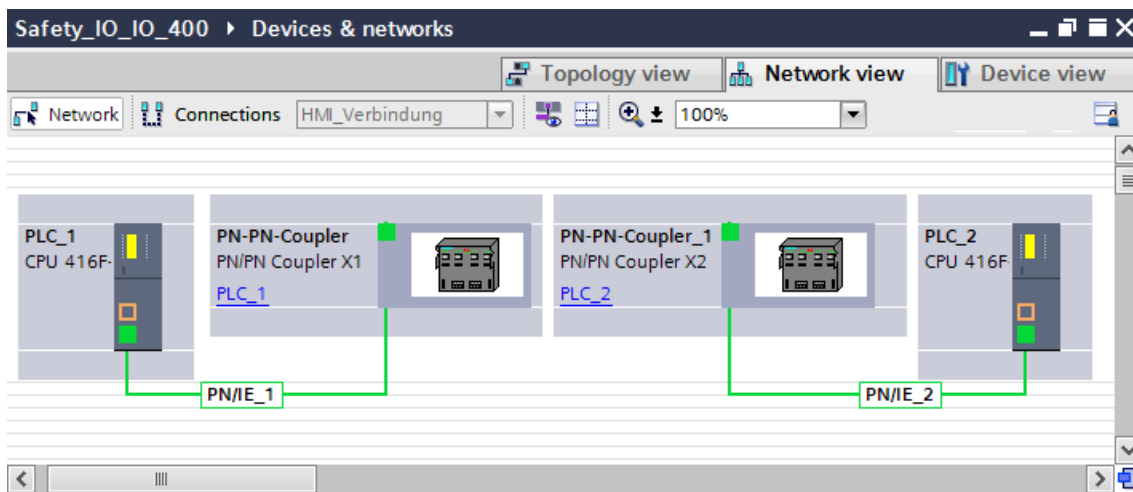 Safety_IO_IO_400 ▸ Devices & networks
Topology view Network view Device view
Network Connections HMI_Verbindung 100%
PLC_1
CPU 416F-
PN-PN-Coupler
PN/PN Coupler X1
PLC_1
PN-PN-Coupler_1
PN/PN Coupler X2
PLC_2
PLC_2
CPU 416F-
PN/IE_1
PN/IE_2